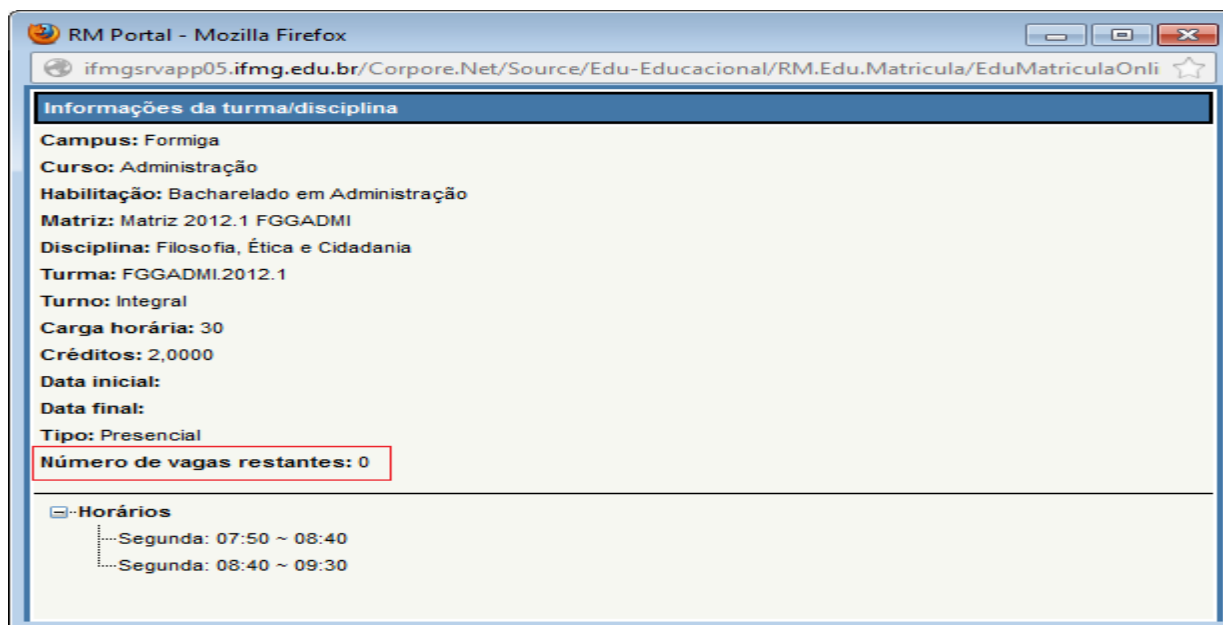 RM Portal - Mozilla Firefox
ifmgsrvapp05.ifmg.edu.br/Corpore.Net/Source/Edu-Educacional/RM.Edu.Matricula/EduMatriculaOnli
Informações da turma/disciplina
Campus: Formiga
Curso: Administração
Habilitação: Bacharelado em Administração
Matriz: Matriz 2012.1 FGGADMI
Disciplina: Filosofia, Ética e Cidadania
Turma: FGGADMI.2012.1
Turno: Integral
Carga horária: 30
Créditos: 2,0000
Data inicial:
Data final:
Tipo: Presencial
Número de vagas restantes: 0
Horários
Segunda: 07:50 ~ 08:40
Segunda: 08:40 ~ 09:30